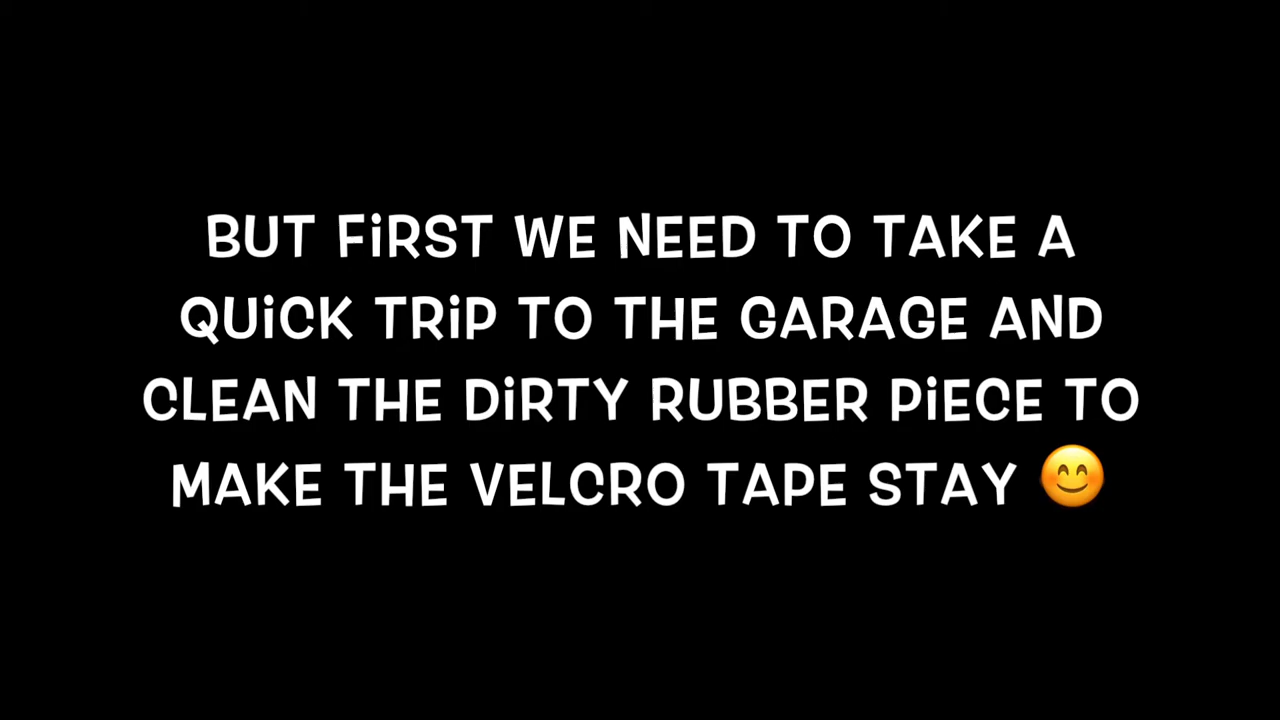 BUT FiRST WE NEED TO TAKE A
QUiCK TRiP TO THE GARAGE AND
CLEAN THE DiRTY RUBBER PiECE TO
MAKE THE VELCRO TAPE STAY 😊